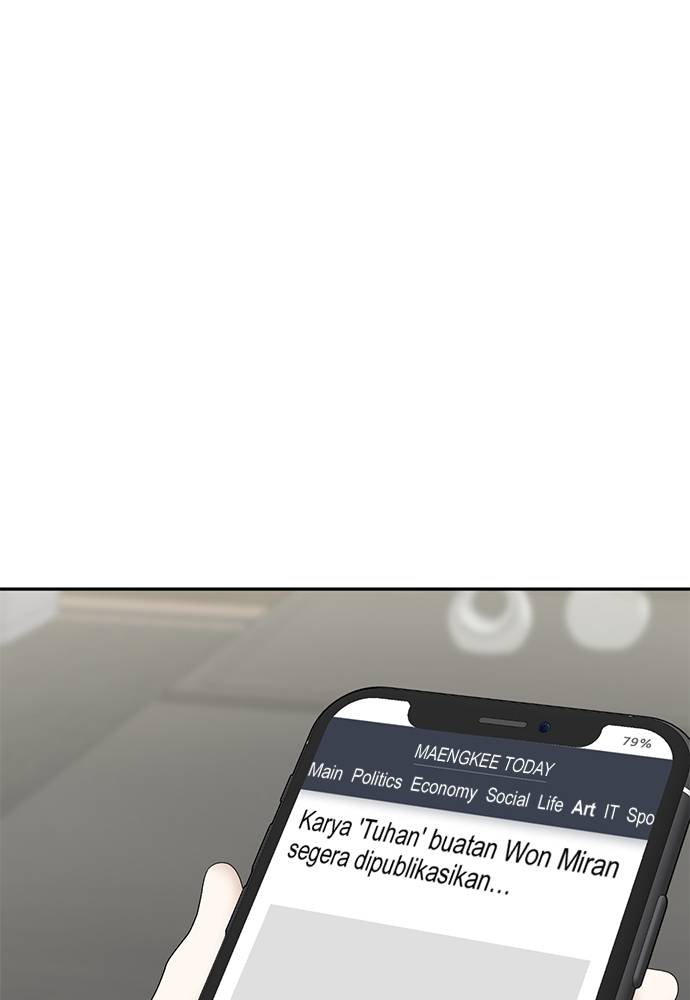 79%
MAENGKEE TODAY
Main Politics Economy Social Life Art IT Spo
Karya 'Tuhan' buatan Won Miran
segera dipublikasikan...